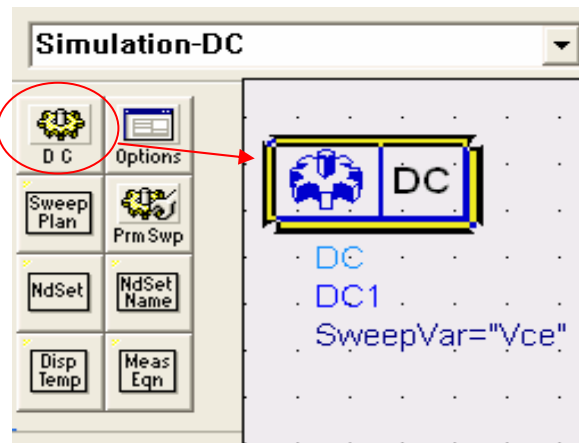 Simulation-DC
D C
Options
Sweep
Plan
Prm Swp
NdSet
NdSet
Name
Disp
Temp
Meas
Eqn
DC
DC
DC1
SweepVar="Vce"